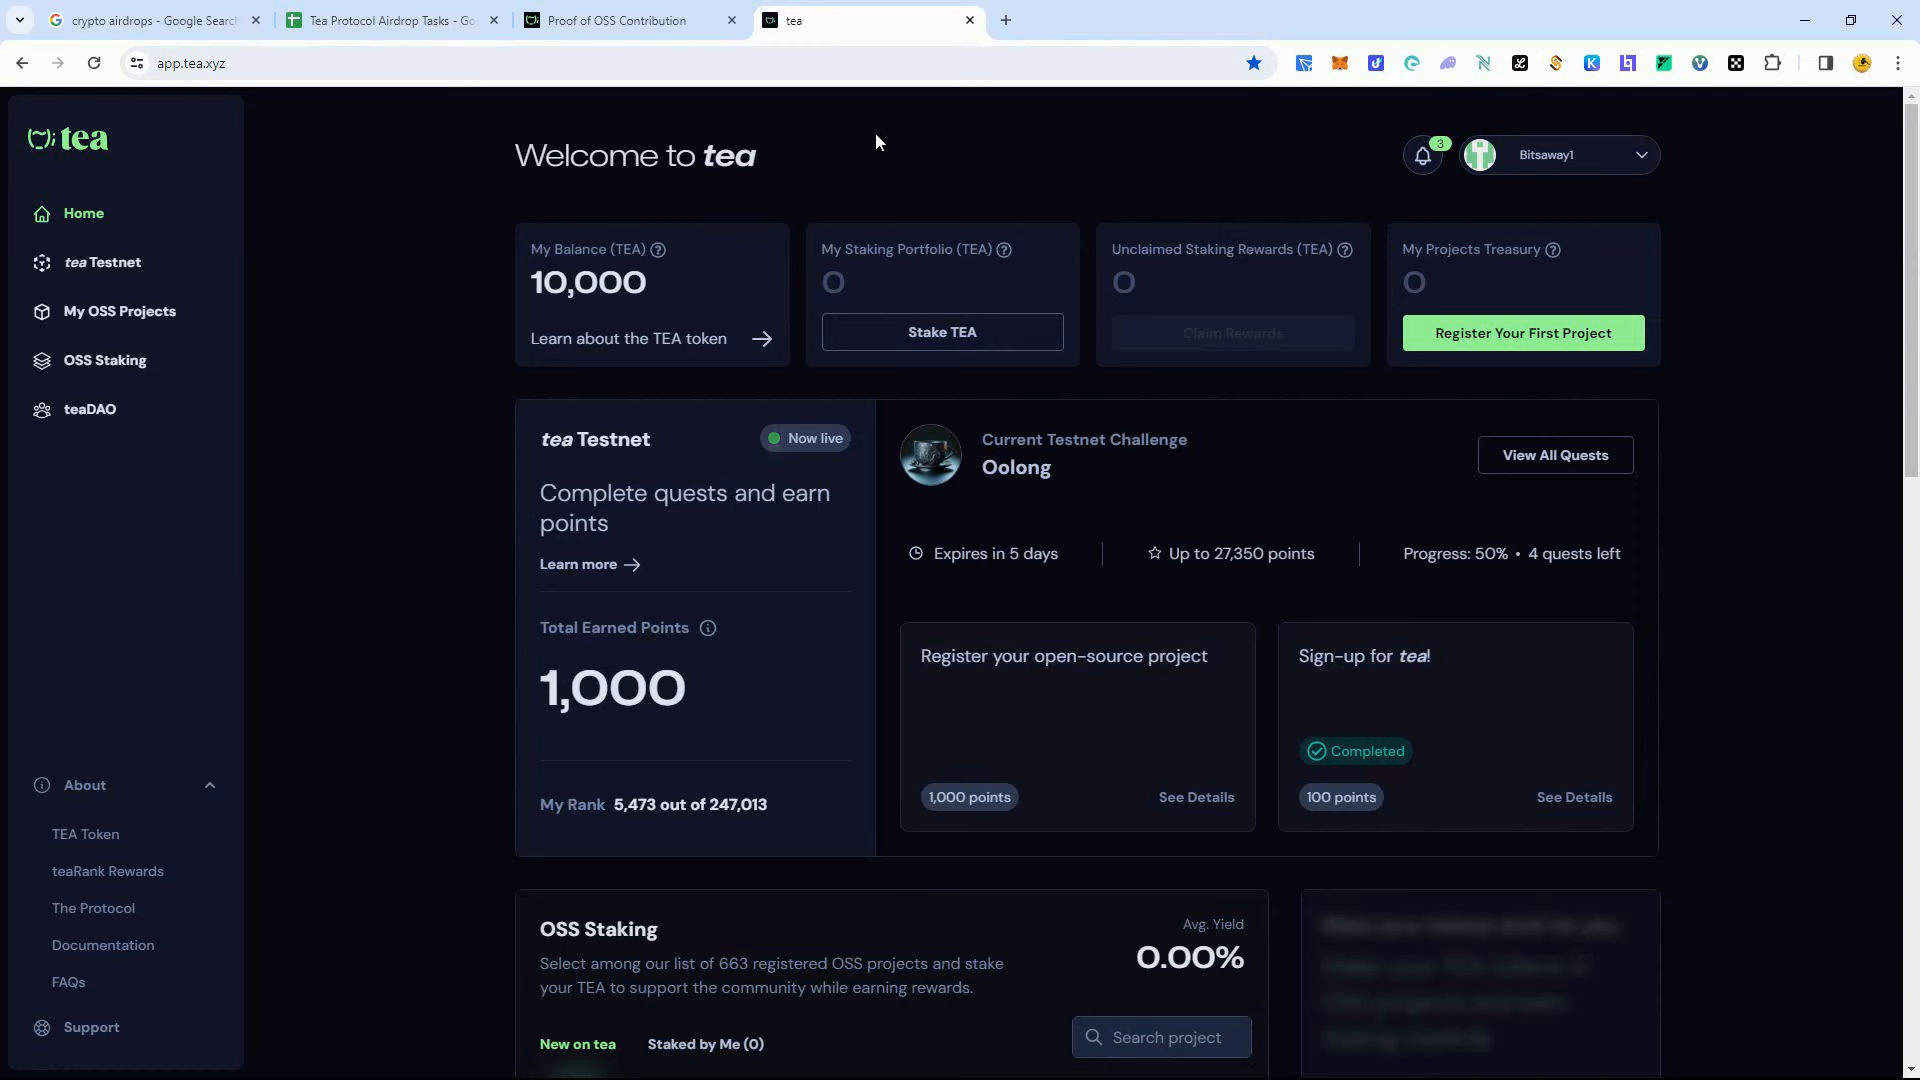 crypto airdrops - Google Searc
Tea Protocol Airdrop Tasks - Go
Proof of OSS Contribution
tea
app.tea.xyz
tea
Home
tea Testnet
My OSS Projects
OSS Staking
teaDAO
About
TEA Token
teaRank Rewards
The Protocol
Documentation
FAQs
Support
Welcome to tea
3
Bitsaway1
My Balance (TEA)
10,000
Learn about the TEA token
My Staking Portfolio (TEA)
0
Stake TEA
Unclaimed Staking Rewards (TEA)
0
Claim Rewards
My Projects Treasury
0
Register Your First Project
tea Testnet
Now live
Complete quests and earn
points
Learn more
Total Earned Points
1,000
My Rank 5,473 out of 247,013
Current Testnet Challenge
Oolong
View All Quests
Expires in 5 days
Up to 27,350 points
Progress: 50% • 4 quests left
Register your open-source project
1,000 points
See Details
Sign-up for tea!
Completed
100 points
See Details
OSS Staking
Select among our list of 663 registered OSS projects and stake
your TEA to support the community while earning rewards.
Avg. Yield
0.00%
New on tea
Staked by Me (0)
Search project